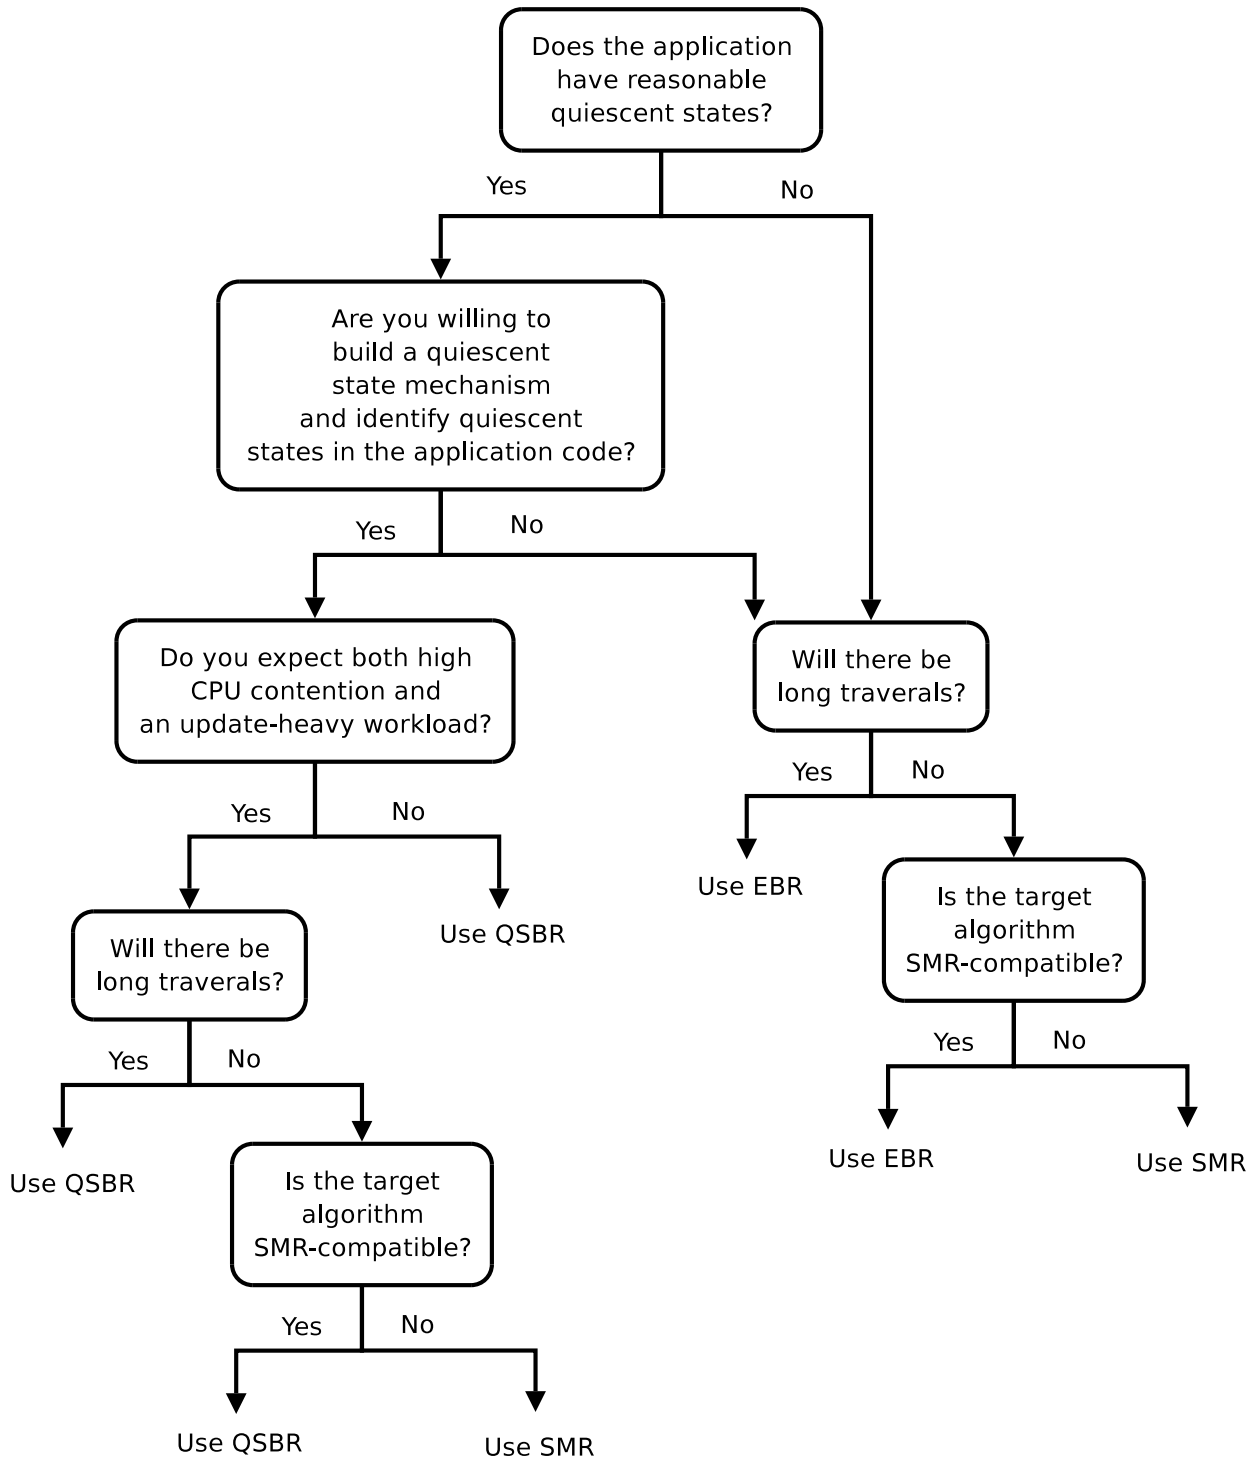 Does the application
have reasonable
quiescent states?
Yes
No
Are you willing to
build a quiescent
state mechanism
and identify quiescent
states in the application code?
Yes
No
Do you expect both high
CPU contention and
an update-heavy workload?
Will there be
long traverals?
Yes
No
Yes
No
Use EBR
Is the target
algorithm
SMR-compatible?
Use QSBR
Will there be
long traverals?
Yes
No
Yes
No
Use EBR
Use SMR
Use QSBR
Is the target
algorithm
SMR-compatible?
Yes
No
Use QSBR
Use SMR